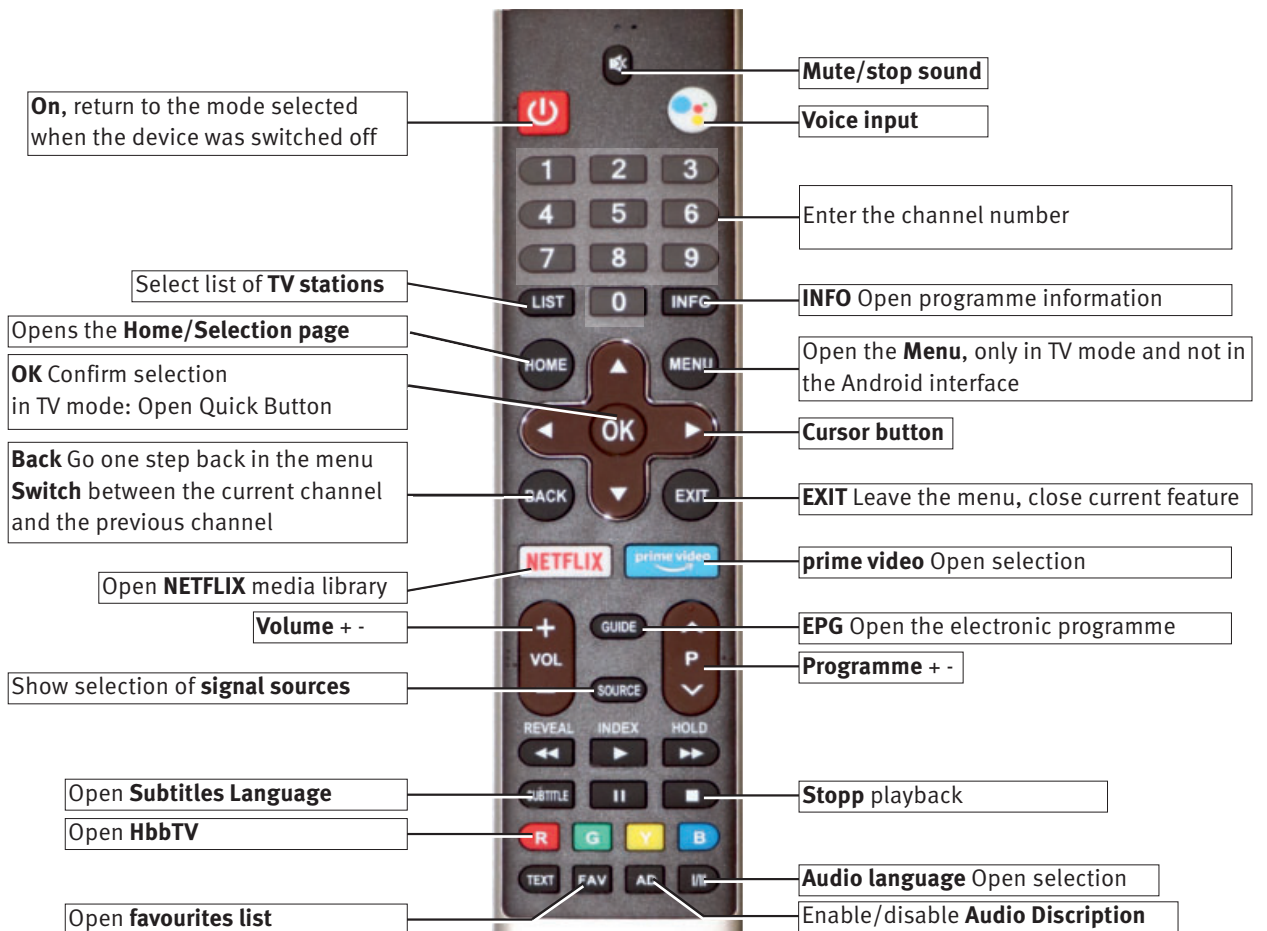 Mute/stop sound
On, return to the mode selected
when the device was switched off
Voice input
1 2 3
4 5 6
Enter the channel number
7 8 9
Select list of TV stations
LIST 0 INFO
INFO Open programme information
Opens the Home/Selection page
HOME
MENU
Open the Menu, only in TV mode and not in
the Android interface
OK Confirm selection
in TV mode: Open Quick Button
OK
Cursor button
Back Go one step back in the menu
Switch between the current channel
and the previous channel
BACK
EXIT
EXIT Leave the menu, close current feature
NETFLIX
prime video
prime video Open selection
Open NETFLIX media library
Volume + -
+
VOL
-
GUIDE
EPG Open the electronic programme
P
Programme + -
Show selection of signal sources
SOURCE
REVEAL INDEX HOLD
Open Subtitles Language
SUBTITLE
Stopp playback
Open HbbTV
R G Y B
TEXT FAV AD I/II
Audio language Open selection
Open favourites list
Enable/disable Audio Discription